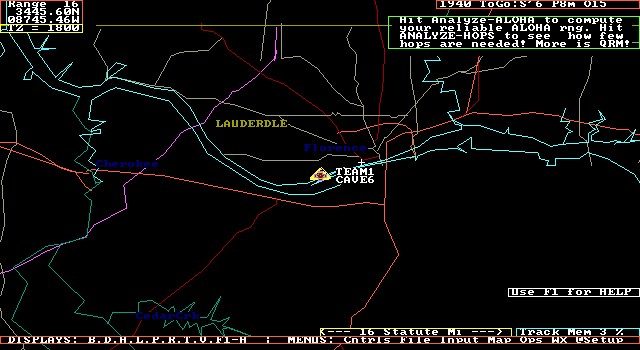 Range 16
3445.60N
08745.46W
TZ = 1800
1940 ToGo:S'6 P8m O15
Hit Analyze-ALOHA to compute
your reliable ALOHA rng. Hit
ANALYZE-HOPS to see how few
hops are needed! More is QRM!
LAUDERDLE
Florence
Cherokee
TEAM1
CAVE6
Use F1 for HELP
CedarCrk
<--- 16 Statute Mi --->
Track Mem 3 %
DISPLAYS: B,D,H,L,P,R,T,V,F1-H : MENUS: Cntrls File Input Map Ops WX @Setup